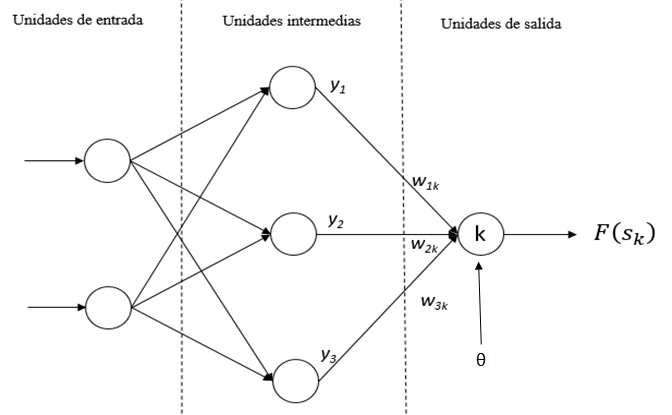 Unidades de entrada
Unidades intermedias
Unidades de salida
y1
w1k
y2
w2k
k
F(sk)
w3k
y3
θ